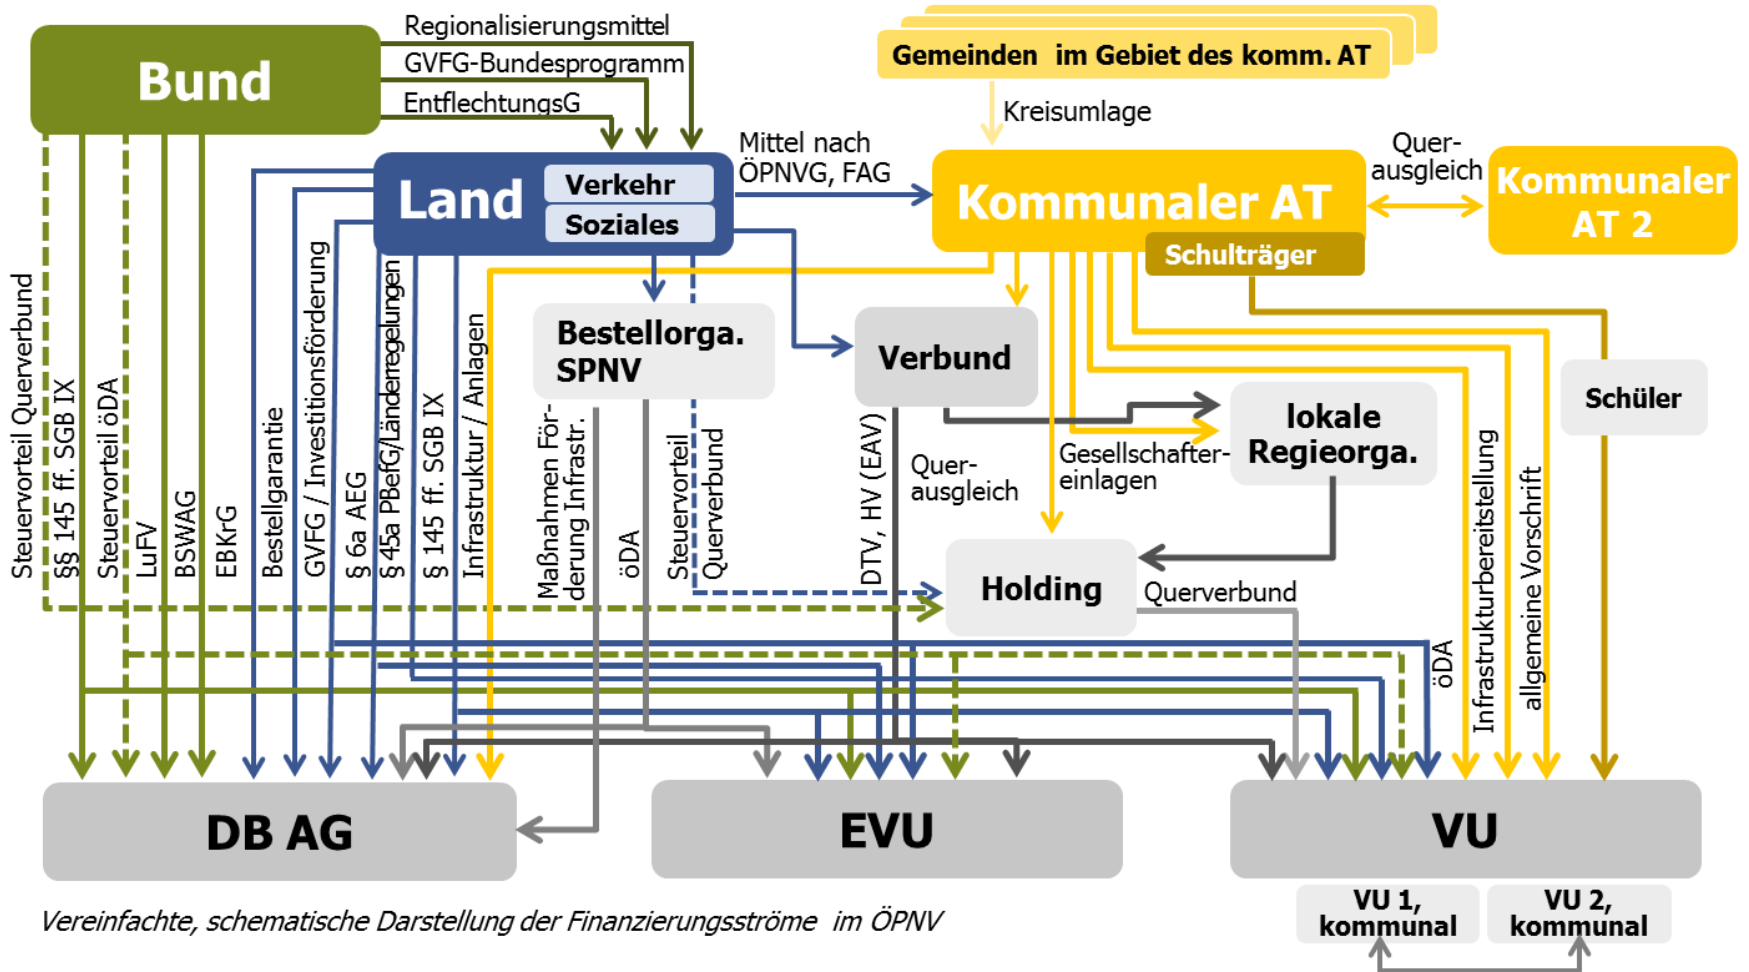 Regionalisierungsmittel
GVFG-Bundesprogramm
EntflechtungsG
Bund
Gemeinden im Gebiet des komm. AT
Kreisumlage
Mittel nach
ÖPNVG, FAG
Land
Verkehr
Soziales
Kommunaler AT
Schulträger
Quer-
ausgleich
Kommunaler
AT 2
Steuervorteil Querverbund
§§ 145 ff. SGB IX
Steuervorteil öDA
LuFV
BSWAG
EBKrG
Bestellgarantie
GVFG / Investitionsförderung
§ 6a AEG
§ 45a PBefG/Länderregelungen
§ 145 ff. SGB IX
Infrastruktur / Anlagen
Bestellorga.
SPNV
Verbund
lokale
Regieorga.
Schüler
Maßnahmen För-
derung Infrastr.
öDA
Steuervorteil
Querverbund
DTV, HV (EAV)
Quer-
ausgleich
Gesellschafter-
einlagen
Holding
Querverbund
öDA
Infrastrukturbereitstellung
allgemeine Vorschrift
DB AG
EVU
VU
VU 1,
kommunal
VU 2,
kommunal
Vereinfachte, schematische Darstellung der Finanzierungsströme im ÖPNV